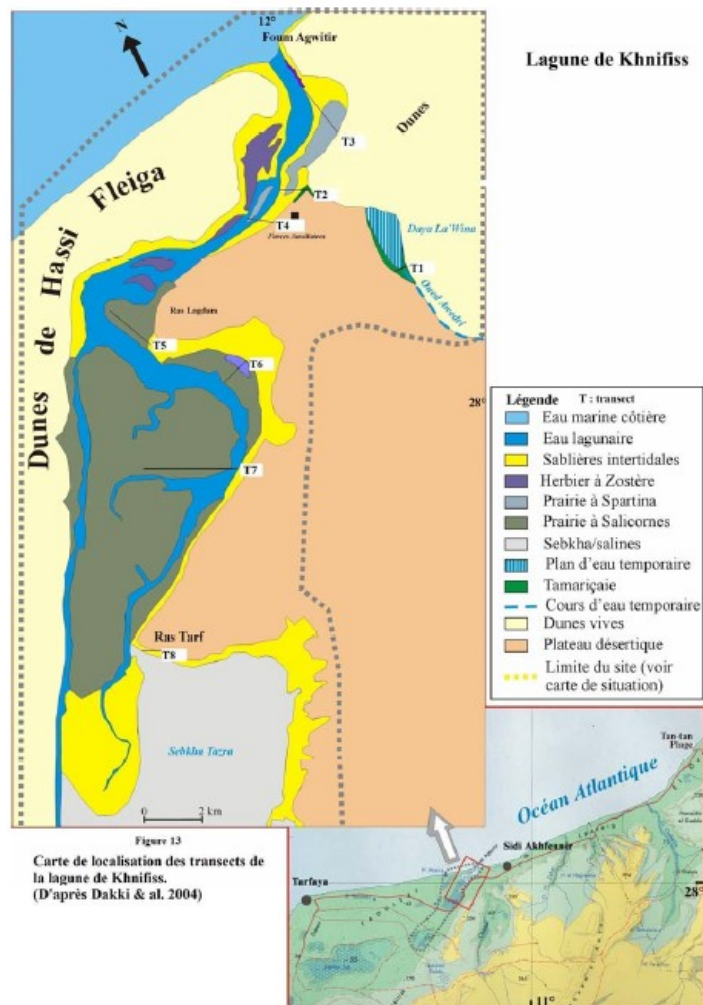 Lagune de Khnifiss
N
12°
Foum Agwitir
Dunes
T3
Dunes de Hassi Fleiga
T2
T4
Daya La'Wina
T1
Oued Awedri
Ras Lagdam
T5
T6
28°
T7
Ras Tarf
T8
Sebkha Tazra
0 2 km
Légende T : transect
Eau marine côtière
Eau lagunaire
Sablières intertidales
Herbier à Zostère
Prairie à Spartina
Prairie à Salicornes
Sebkha/salines
Plan d'eau temporaire
Tamariçaie
Cours d'eau temporaire
Dunes vives
Plateau désertique
Limite du site (voir
carte de situation)
Figure 13
Carte de localisation des transects de
la lagune de Khnifiss.
(D'après Dakki & al. 2004)
Tan-tan
Plage
Océan Atlantique
Sidi Akhfennir
Tarfaya
28°
11°